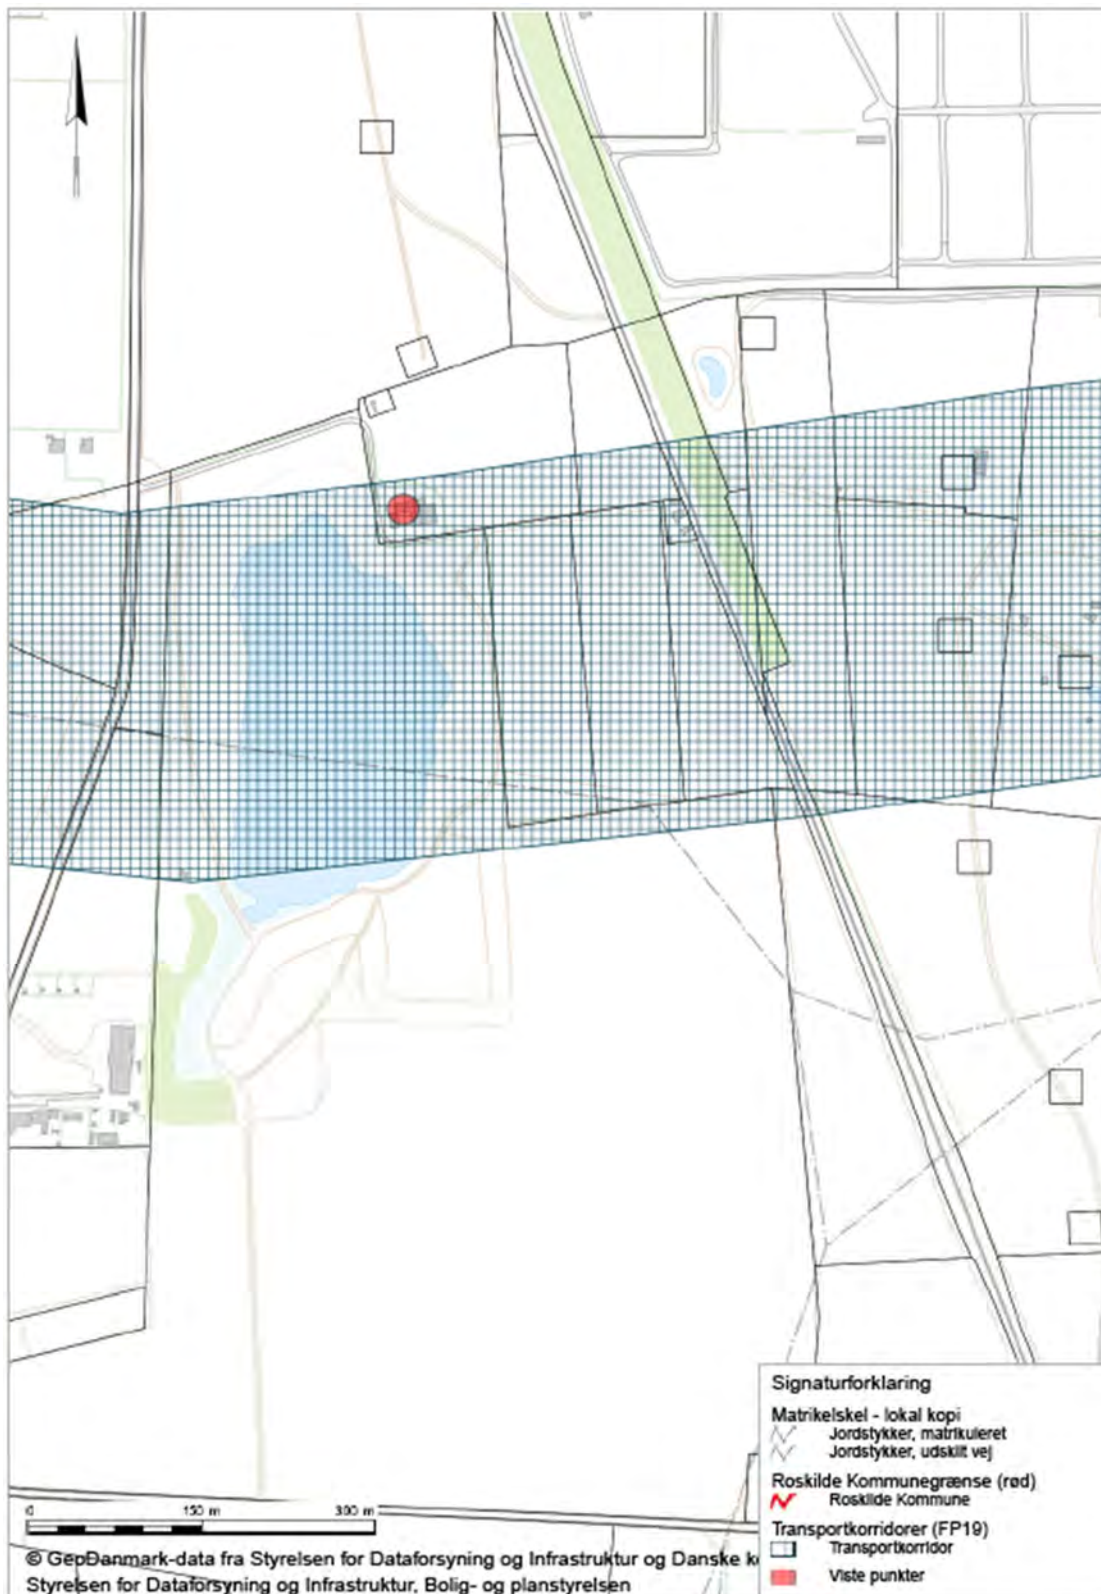 Signaturforklaring
Matrikelskel - lokal kopi
Jordstykker, matrikuleret
Jordstykker, udskilt vej
Roskilde Kommunegrænse (rød)
Roskilde Kommune
Transportkorridorer (FP19)
Transportkorridor
Viste punkter
0 150 m 300 m
© GeoDanmark-data fra Styrelsen for Dataforsyning og Infrastruktur og Danske
Styrelsen for Dataforsyning og Infrastruktur, Bolig- og planstyrelsen